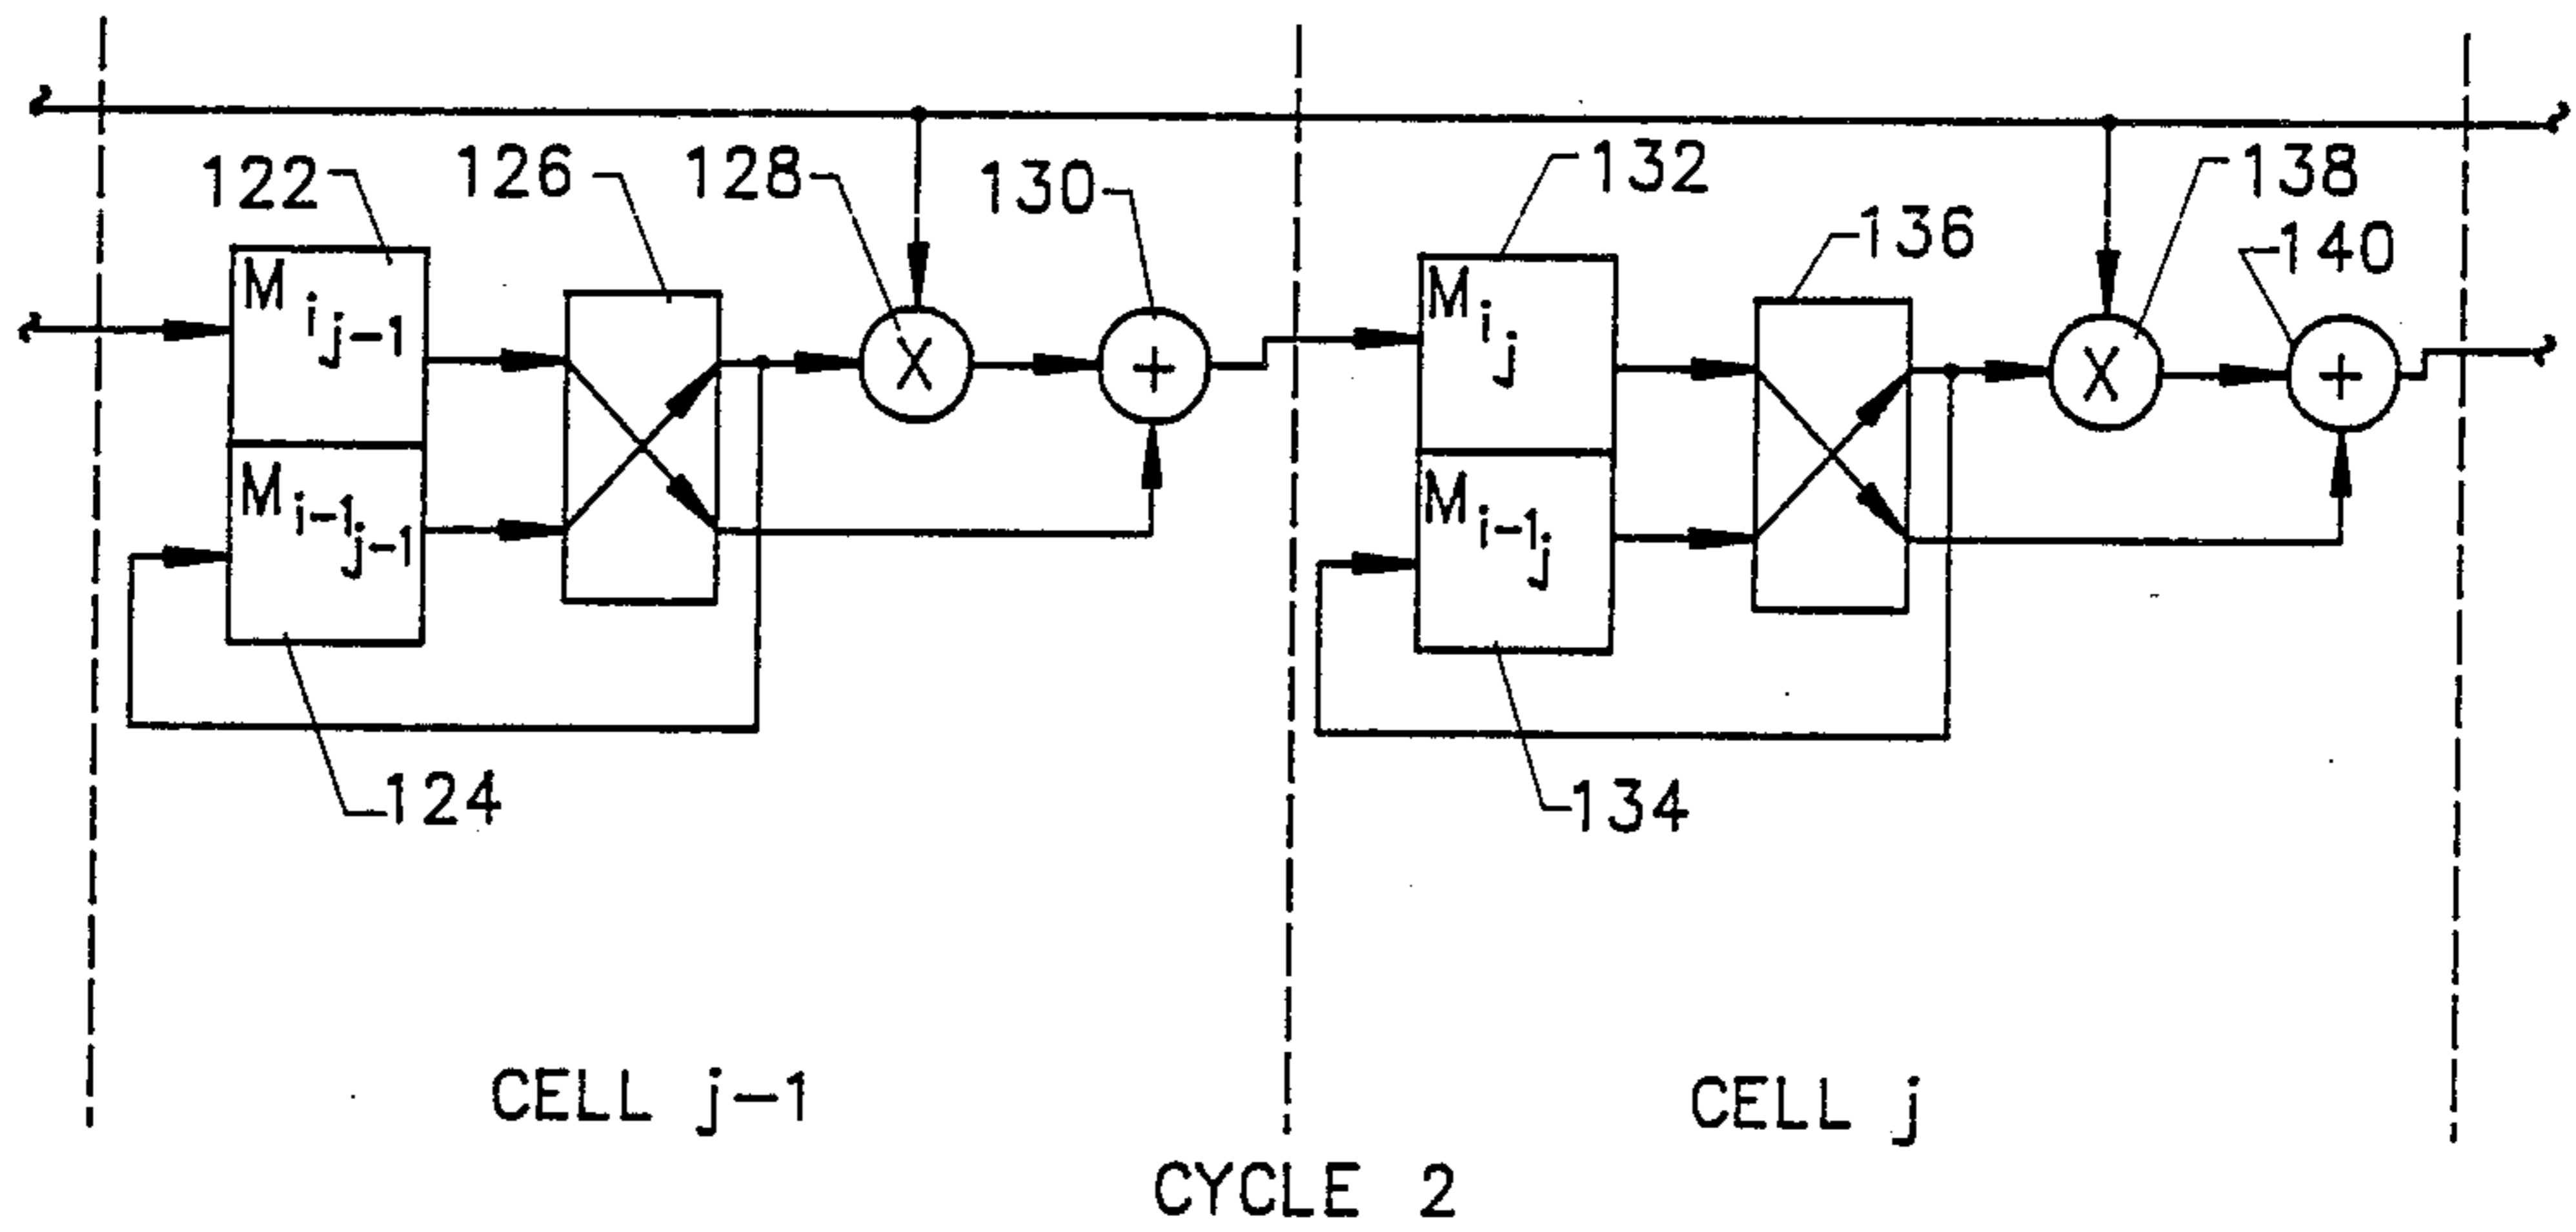 122 126 128 130 132 136 138 140
M i j-1
X
+
M i j
X
+
M i-1 j-1
M i-1 j
124 134
CELL j-1
CELL j
CYCLE 2